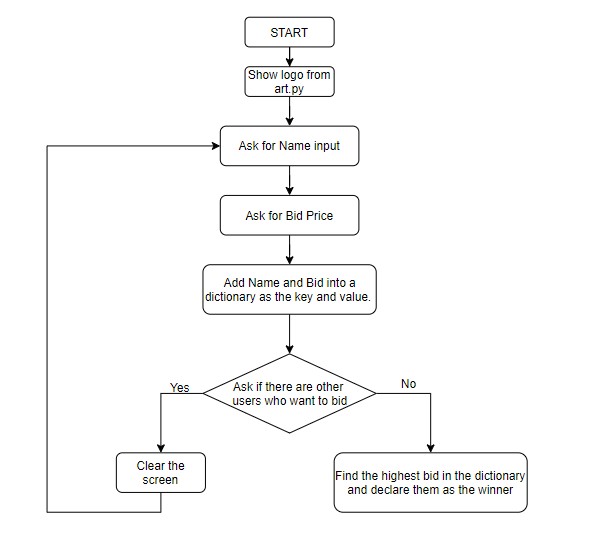 START
Show logo from
art.py
Ask for Name input
Ask for Bid Price
Add Name and Bid into a
dictionary as the key and value.
Ask if there are other
users who want to bid
Yes
No
Clear the
screen
Find the highest bid in the dictionary
and declare them as the winner